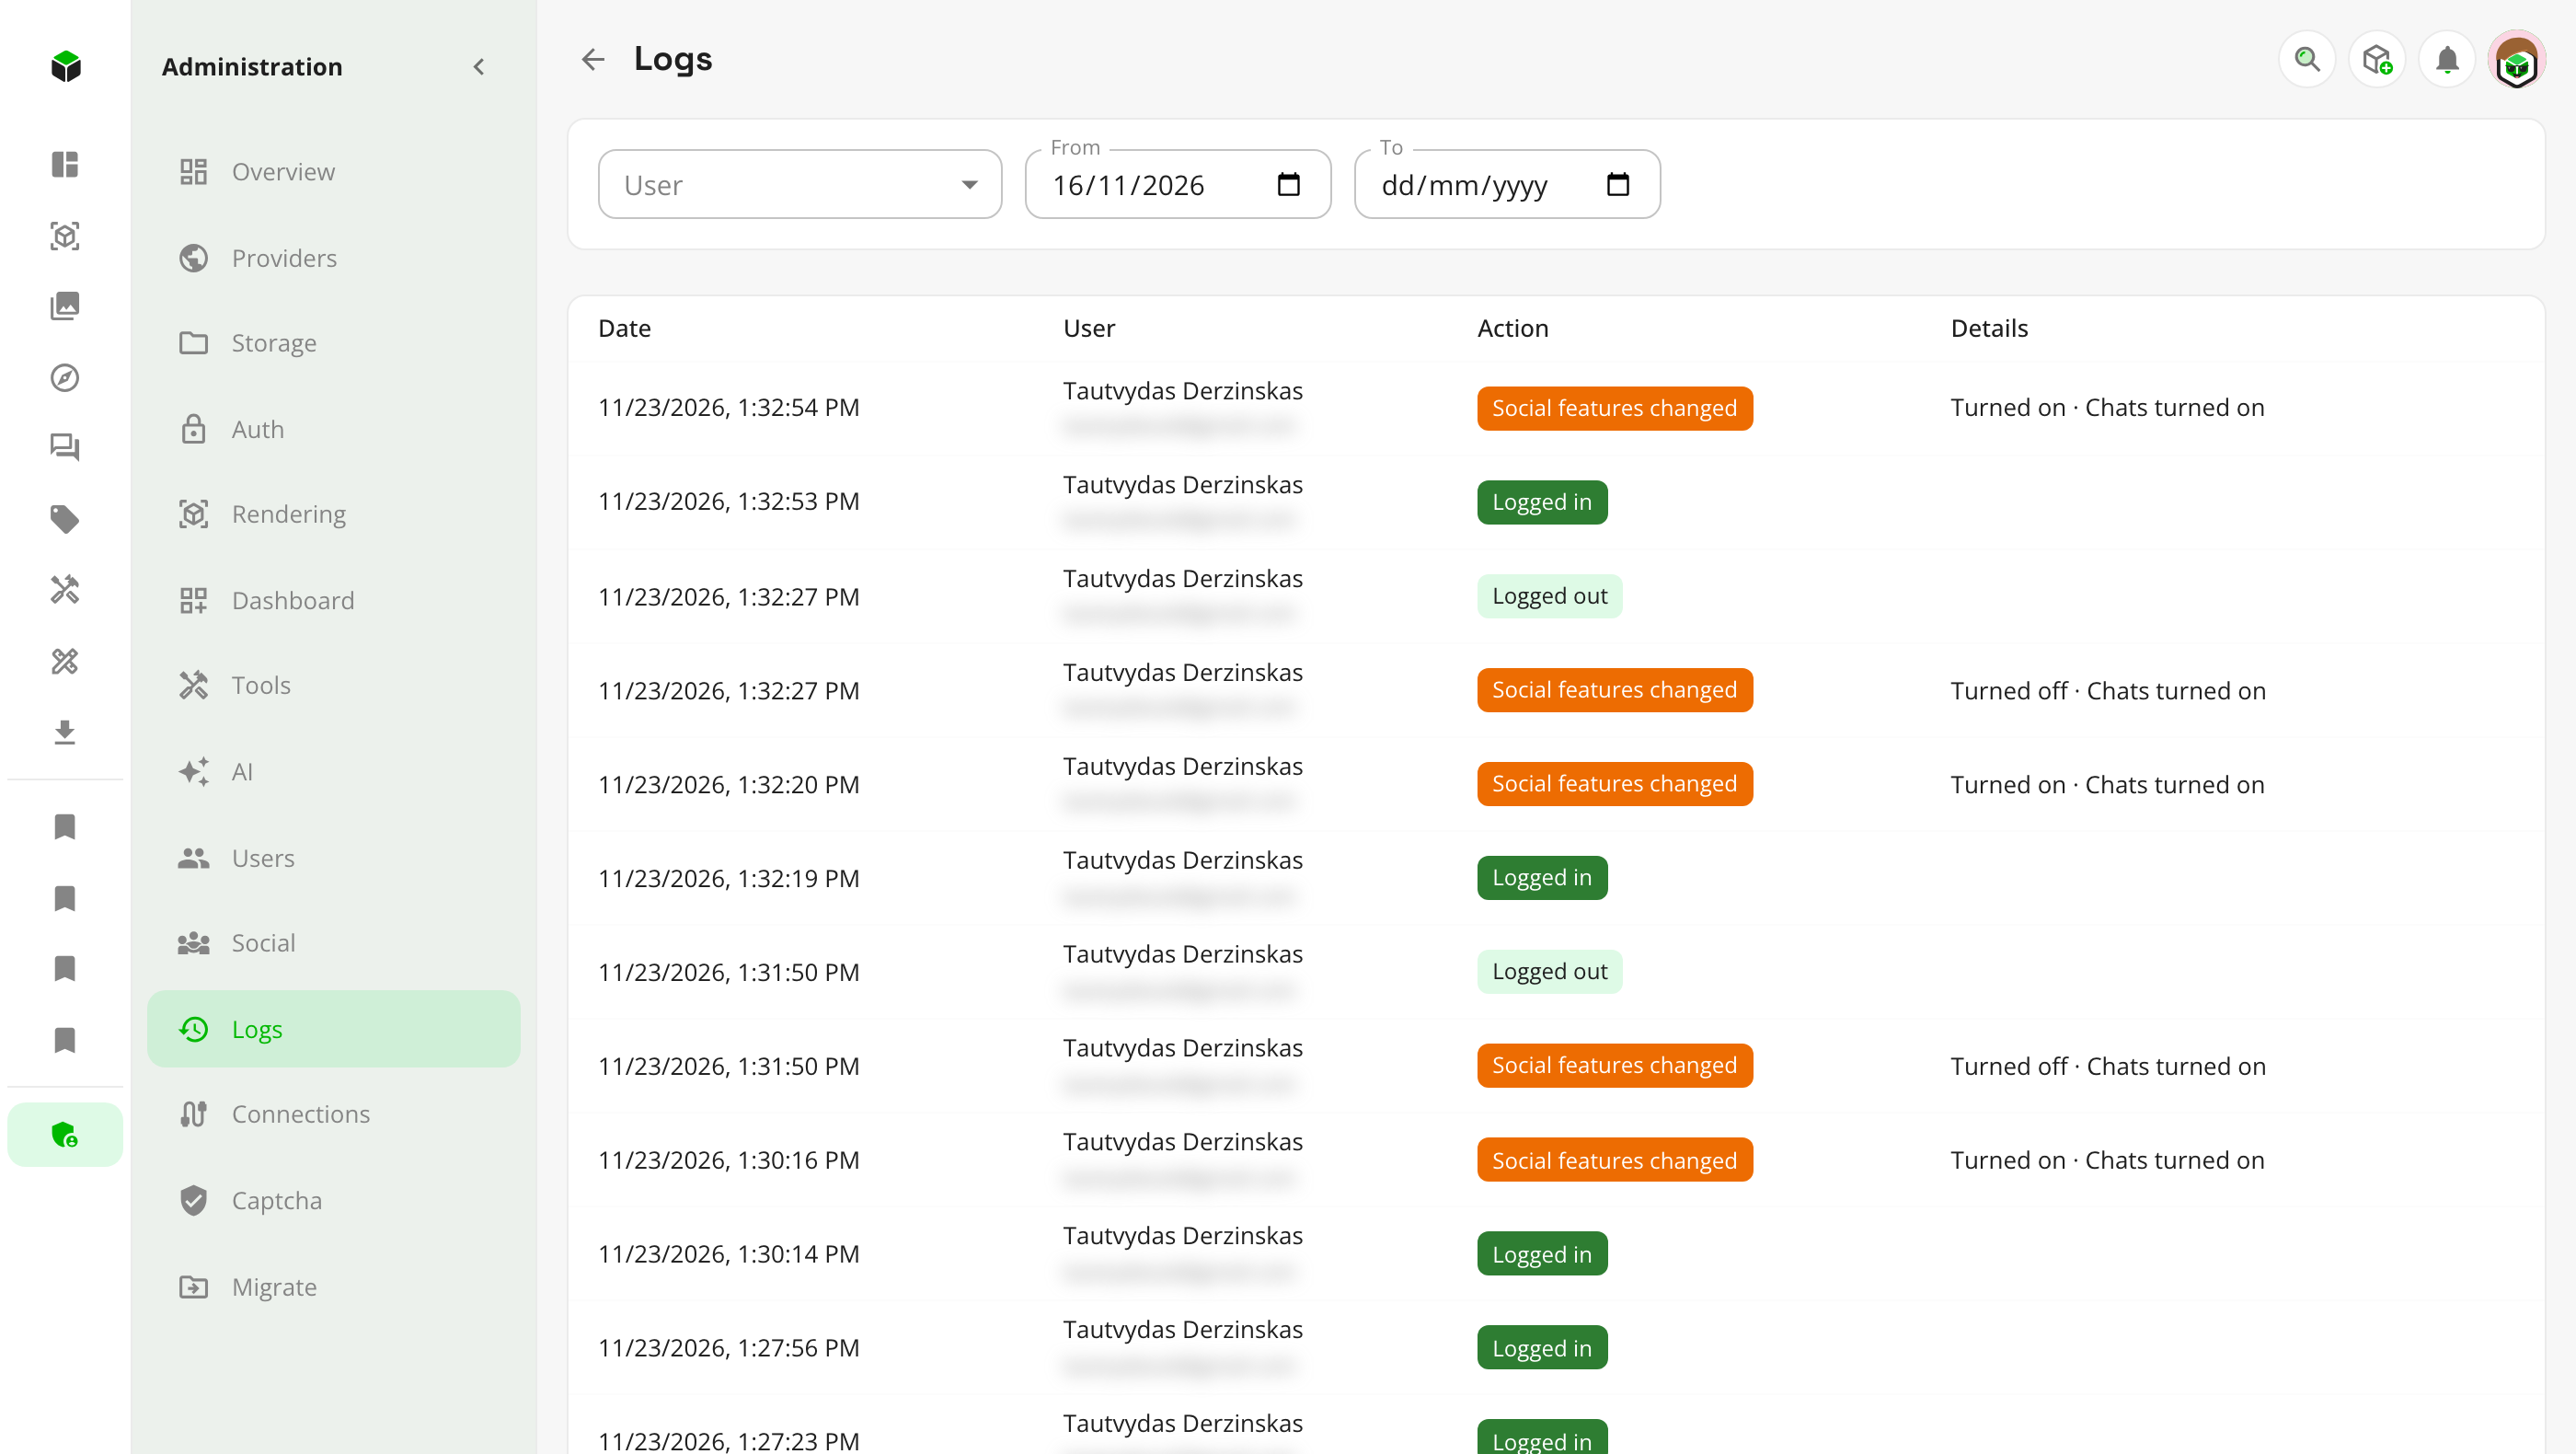 Administration
Overview
Providers
Storage
Auth
Rendering
Dashboard
Tools
AI
Users
Social
Logs
Connections
Captcha
Migrate
Logs
User
From
16/11/2026
To
dd/mm/yyyy
Date User Action Details
11/23/2026, 1:32:54 PM Tautvydas Derzinskas Social features changed Turned on · Chats turned on
11/23/2026, 1:32:53 PM Tautvydas Derzinskas Logged in
11/23/2026, 1:32:27 PM Tautvydas Derzinskas Logged out
11/23/2026, 1:32:27 PM Tautvydas Derzinskas Social features changed Turned off · Chats turned on
11/23/2026, 1:32:20 PM Tautvydas Derzinskas Social features changed Turned on · Chats turned on
11/23/2026, 1:32:19 PM Tautvydas Derzinskas Logged in
11/23/2026, 1:31:50 PM Tautvydas Derzinskas Logged out
11/23/2026, 1:31:50 PM Tautvydas Derzinskas Social features changed Turned off · Chats turned on
11/23/2026, 1:30:16 PM Tautvydas Derzinskas Social features changed Turned on · Chats turned on
11/23/2026, 1:30:14 PM Tautvydas Derzinskas Logged in
11/23/2026, 1:27:56 PM Tautvydas Derzinskas Logged in
11/23/2026, 1:27:23 PM Tautvydas Derzinskas Logged in